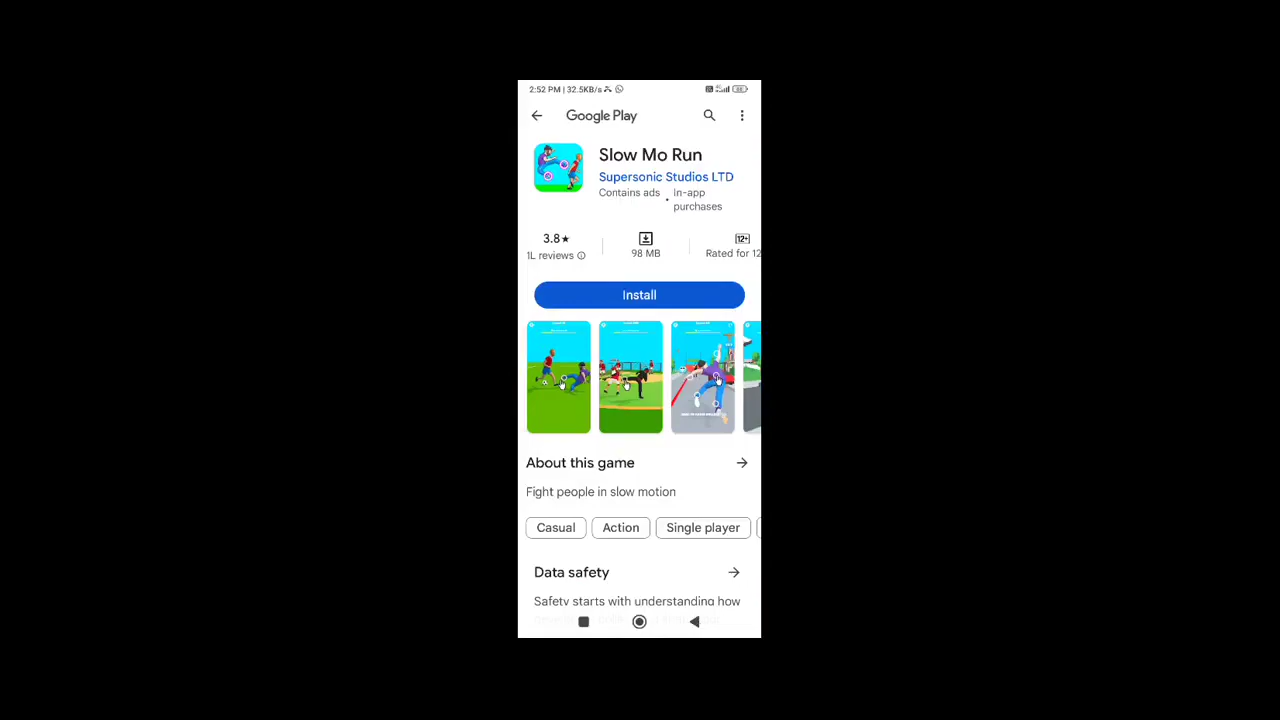 2:52 PM | 32.5KB/s
Google Play
Slow Mo Run
Supersonic Studios LTD
Contains ads • In-app purchases
3.8★
1L reviews
98 MB
12+
Rated for 12
Install
About this game
Fight people in slow motion
Casual
Action
Single player
Data safety
Safety starts with understanding how